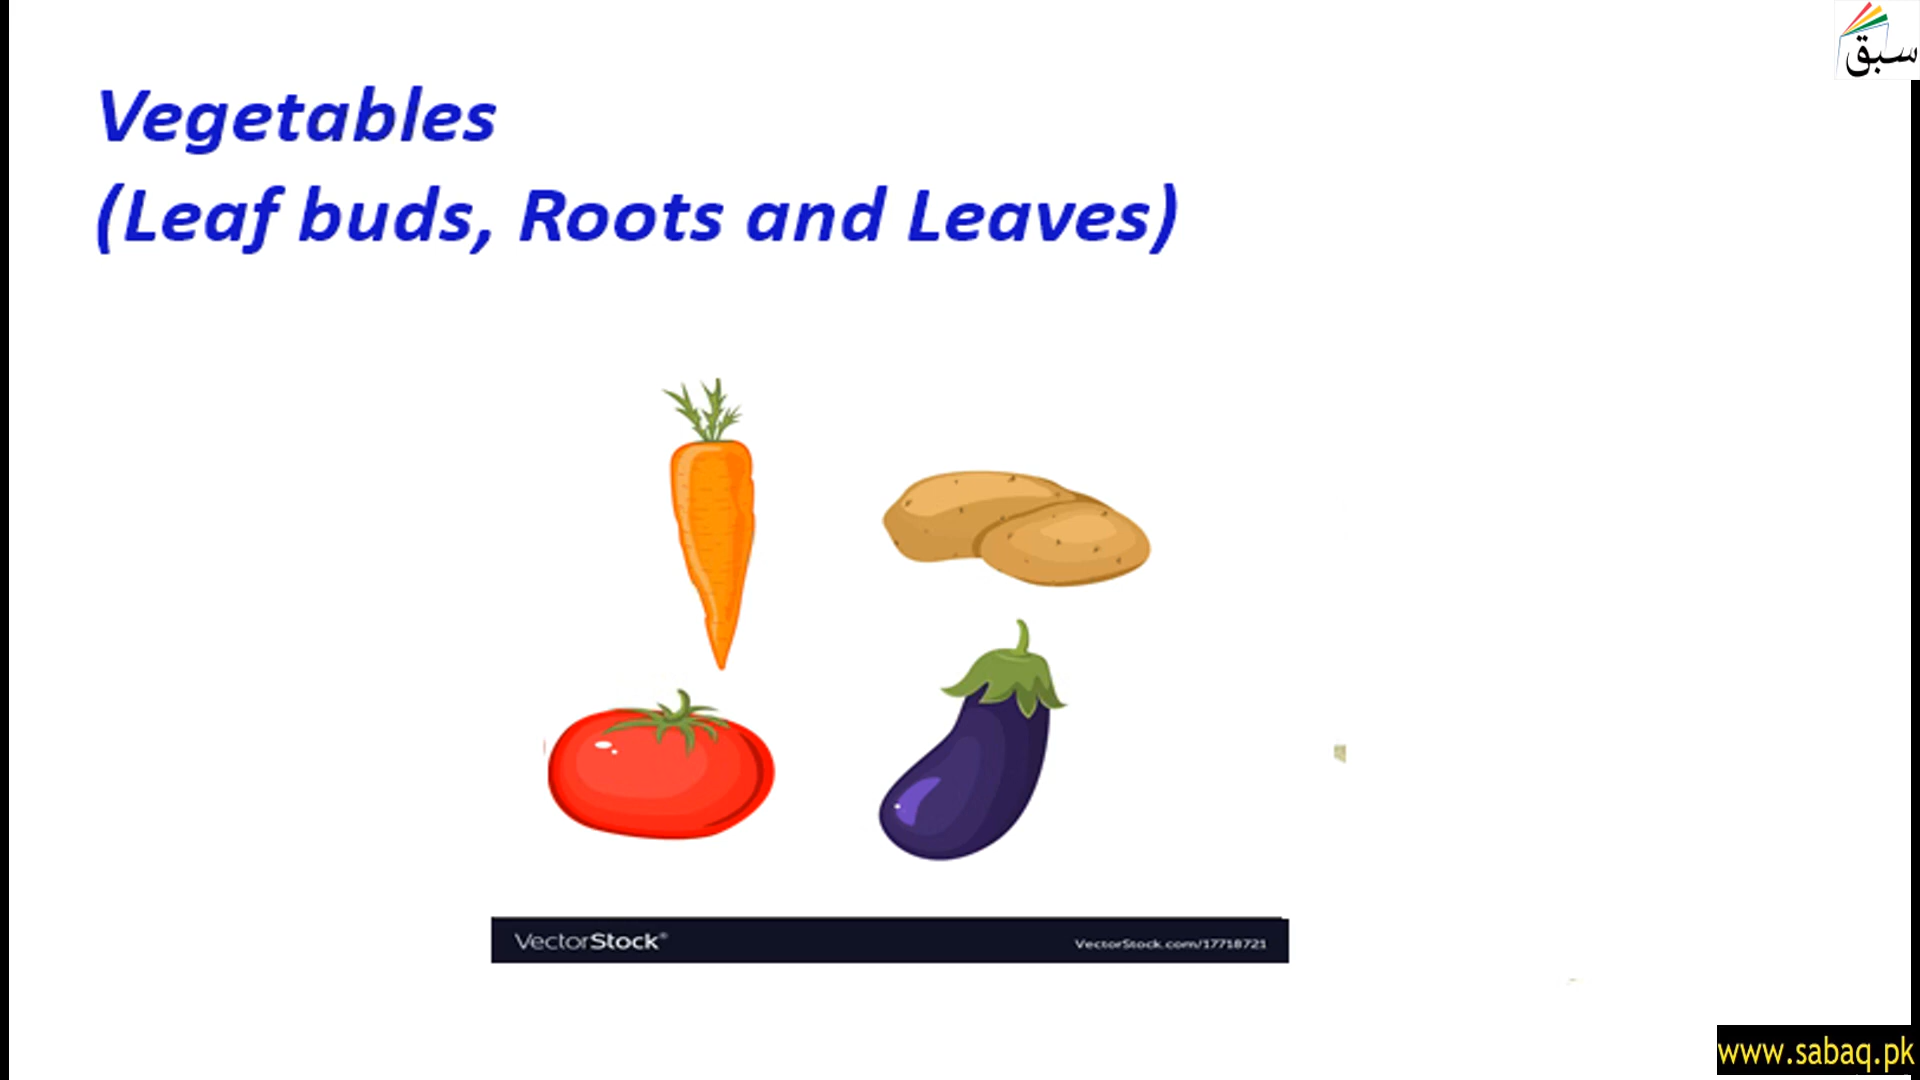 سبق
Vegetables
(Leaf buds, Roots and Leaves)
VectorStock®
VectorStock.com/17718721
www.sabaq.pk